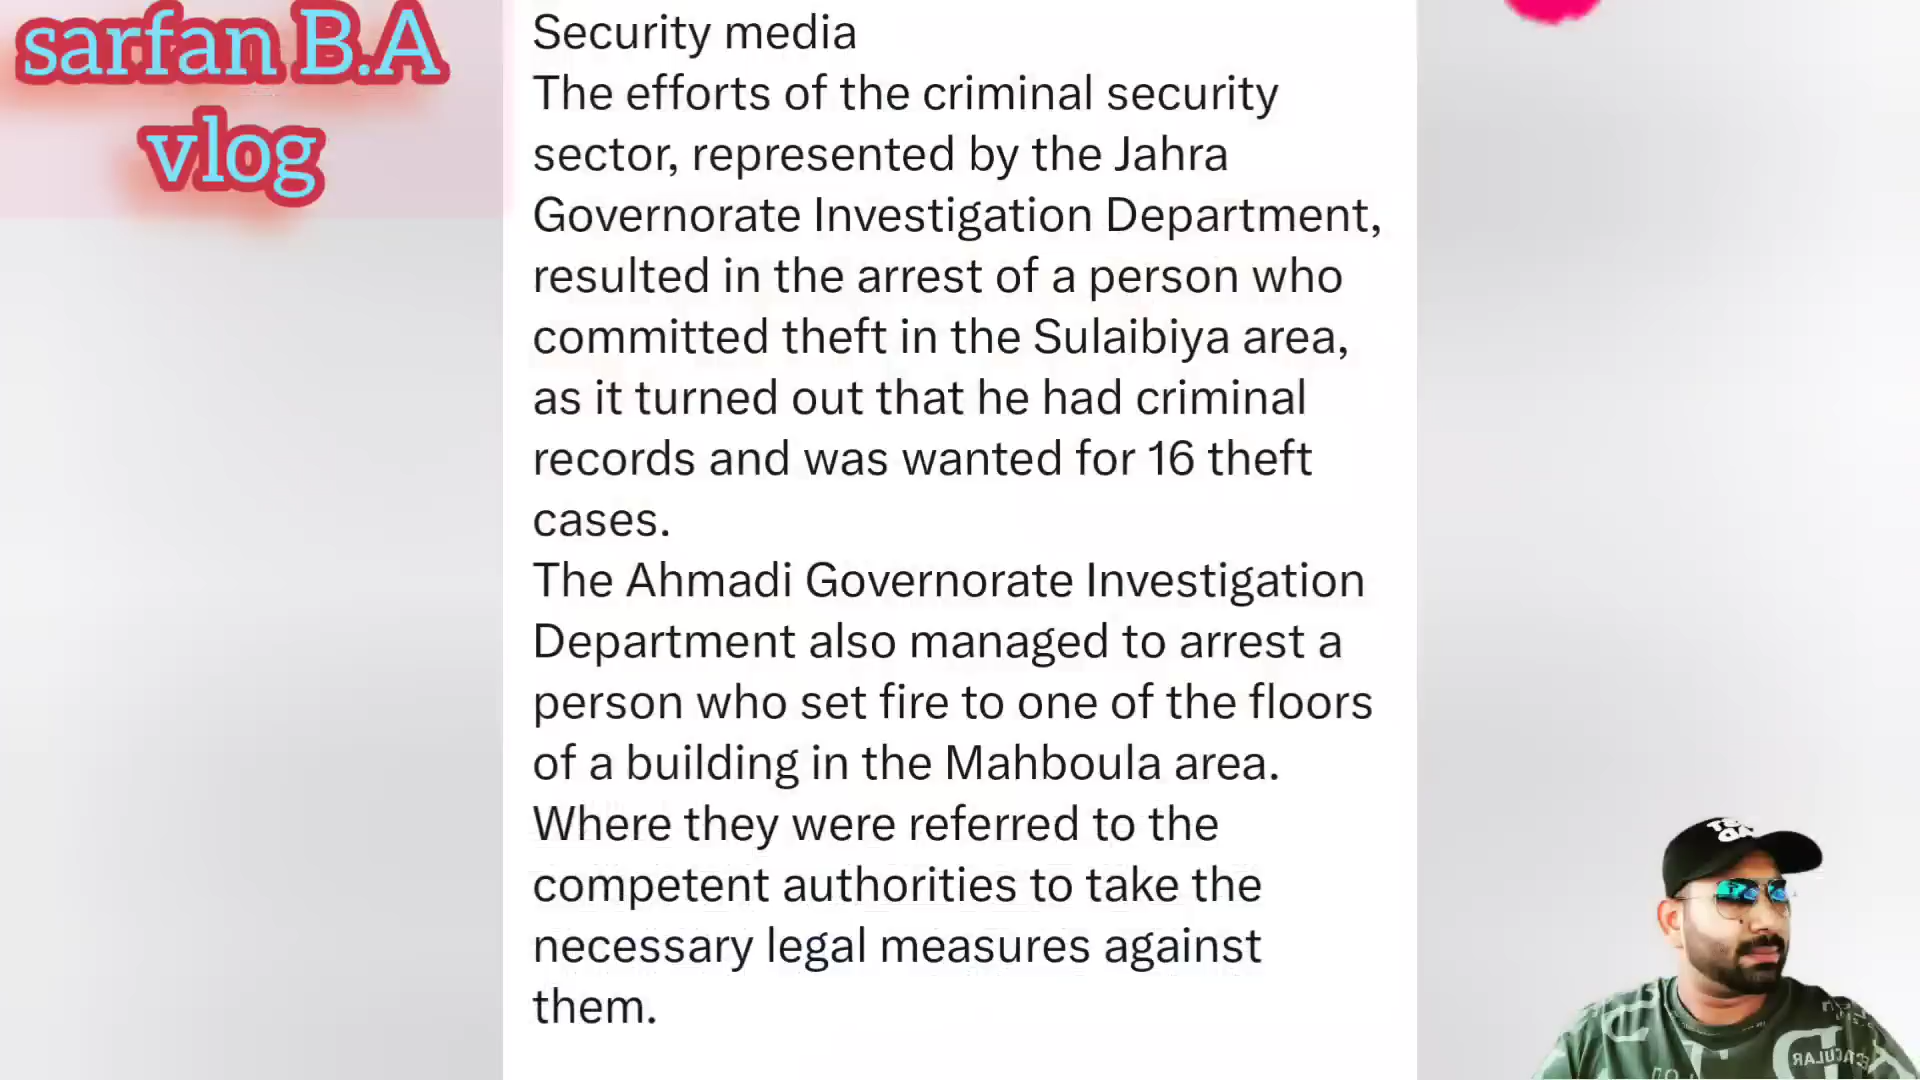 sarfan B.A
vlog
Security media
The efforts of the criminal security
sector, represented by the Jahra
Governorate Investigation Department,
resulted in the arrest of a person who
committed theft in the Sulaibiya area,
as it turned out that he had criminal
records and was wanted for 16 theft
cases.
The Ahmadi Governorate Investigation
Department also managed to arrest a
person who set fire to one of the floors
of a building in the Mahboula area.
Where they were referred to the
competent authorities to take the
necessary legal measures against
them.